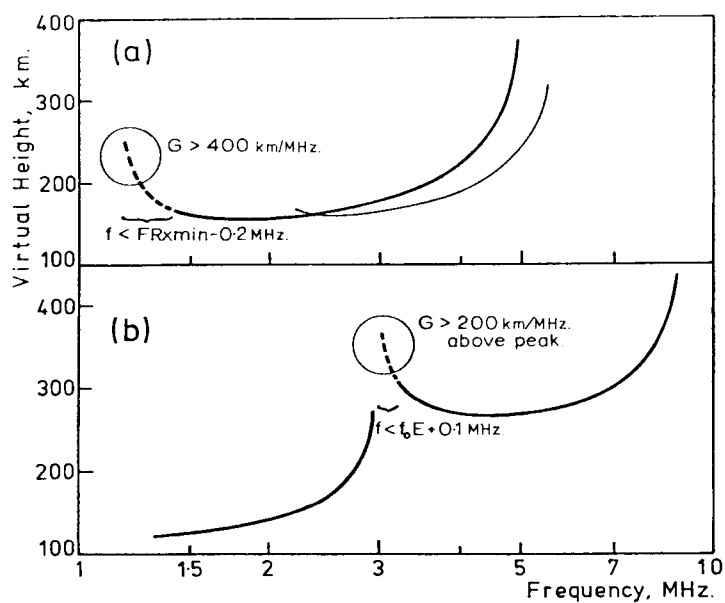 Virtual Height, km.
400
300
200
100
(a)
G > 400 km/MHz.
f < FRxmin-0·2 MHz.
400
300
200
100
(b)
G > 200 km/MHz.
above peak.
f<f₀E+0·1 MHz.
1
1·5
2
3
5
7
10
Frequency, MHz.